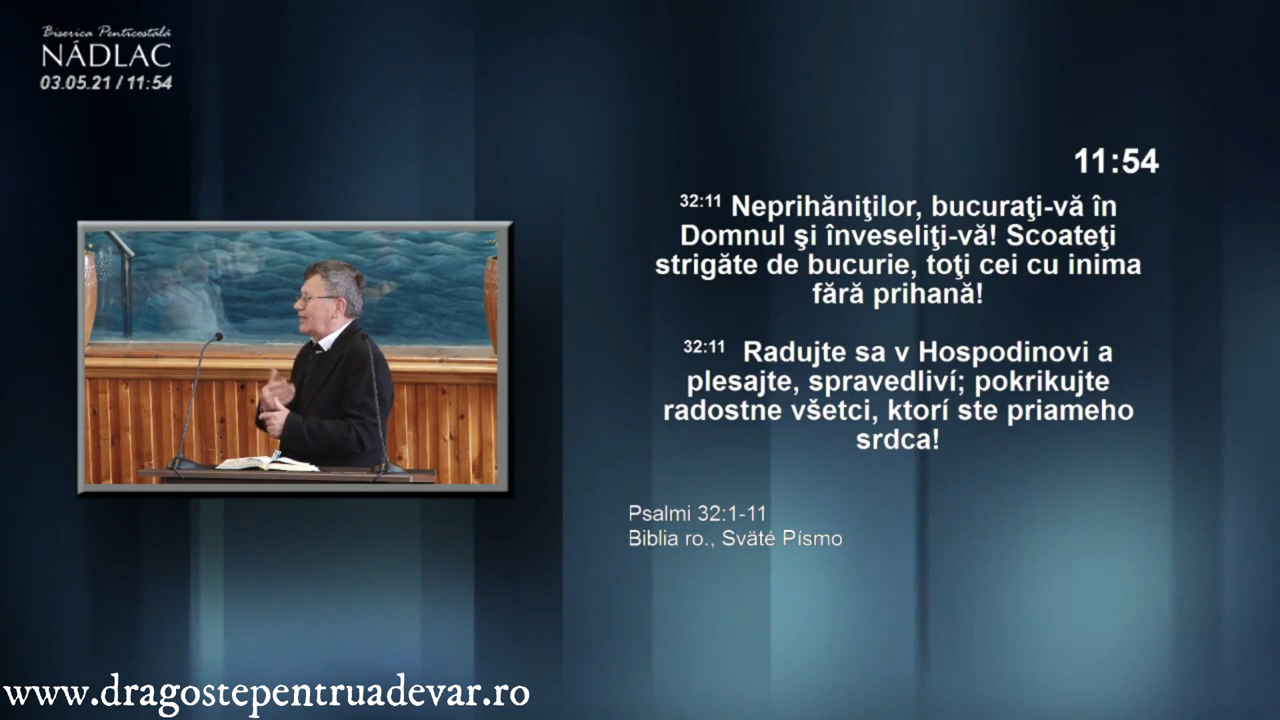 Biserica Penticostală
NĂDLAC
03.05.21 / 11:54
11:54
32:11 Neprihăniţilor, bucuraţi-vă în
Domnul şi înveseliţi-vă! Scoateţi
strigăte de bucurie, toţi cei cu inima
fără prihană!
32:11 Radujte sa v Hospodinovi a
plesajte, spravedliví; pokrikujte
radostne všetci, ktorí ste priameho
srdca!
Psalmi 32:1-11
Biblia ro., Sväté Písmo
www.dragostepentruadevar.ro